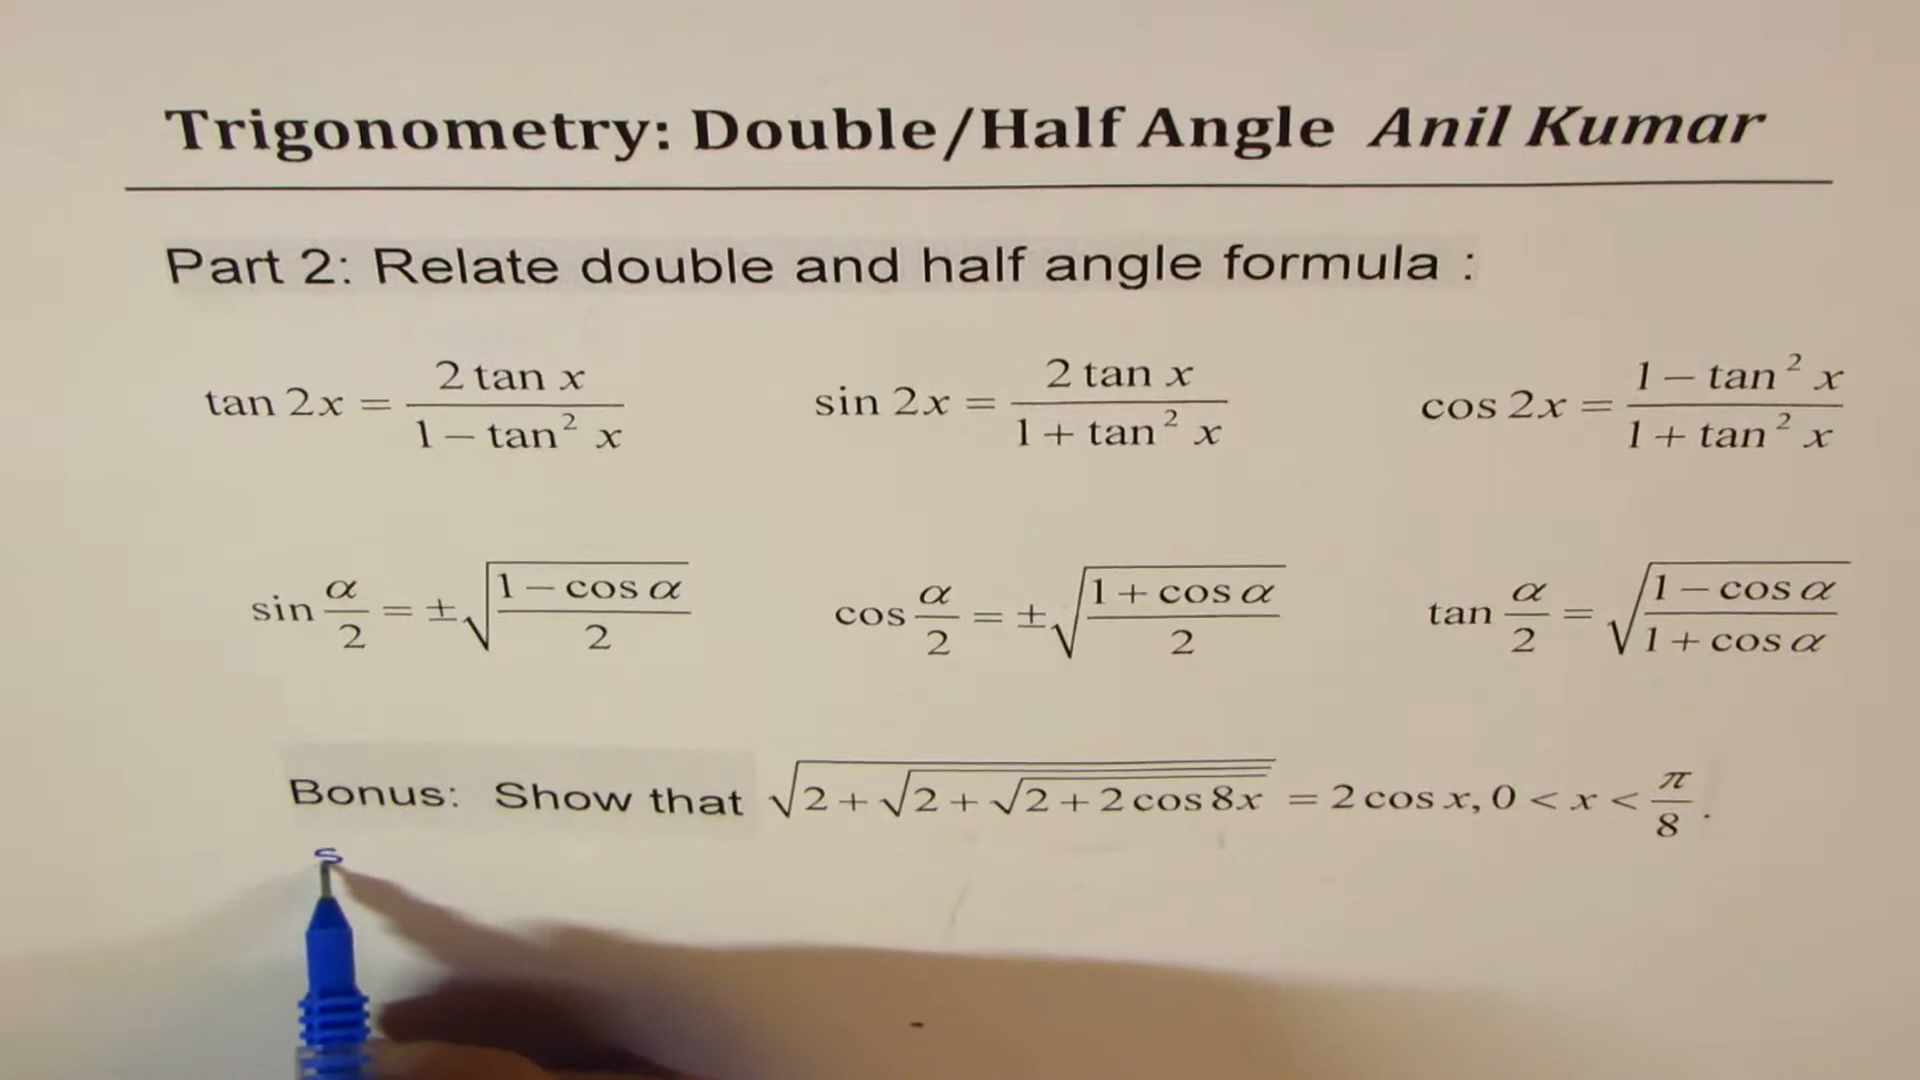 Trigonometry: Double/Half Angle Anil Kumar
Part 2: Relate double and half angle formula :
tan 2x = 2 tan x / 1 − tan² x   sin 2x = 2 tan x / 1 + tan² x   cos 2x = 1 − tan² x / 1 + tan² x
sin α/2 = ±√(1 − cos α / 2)   cos α/2 = ±√(1 + cos α / 2)   tan α/2 = √(1 − cos α / 1 + cos α)
Bonus: Show that √(2 + √(2 + √(2 + 2 cos 8x))) = 2 cos x, 0 < x < π/8 .
s